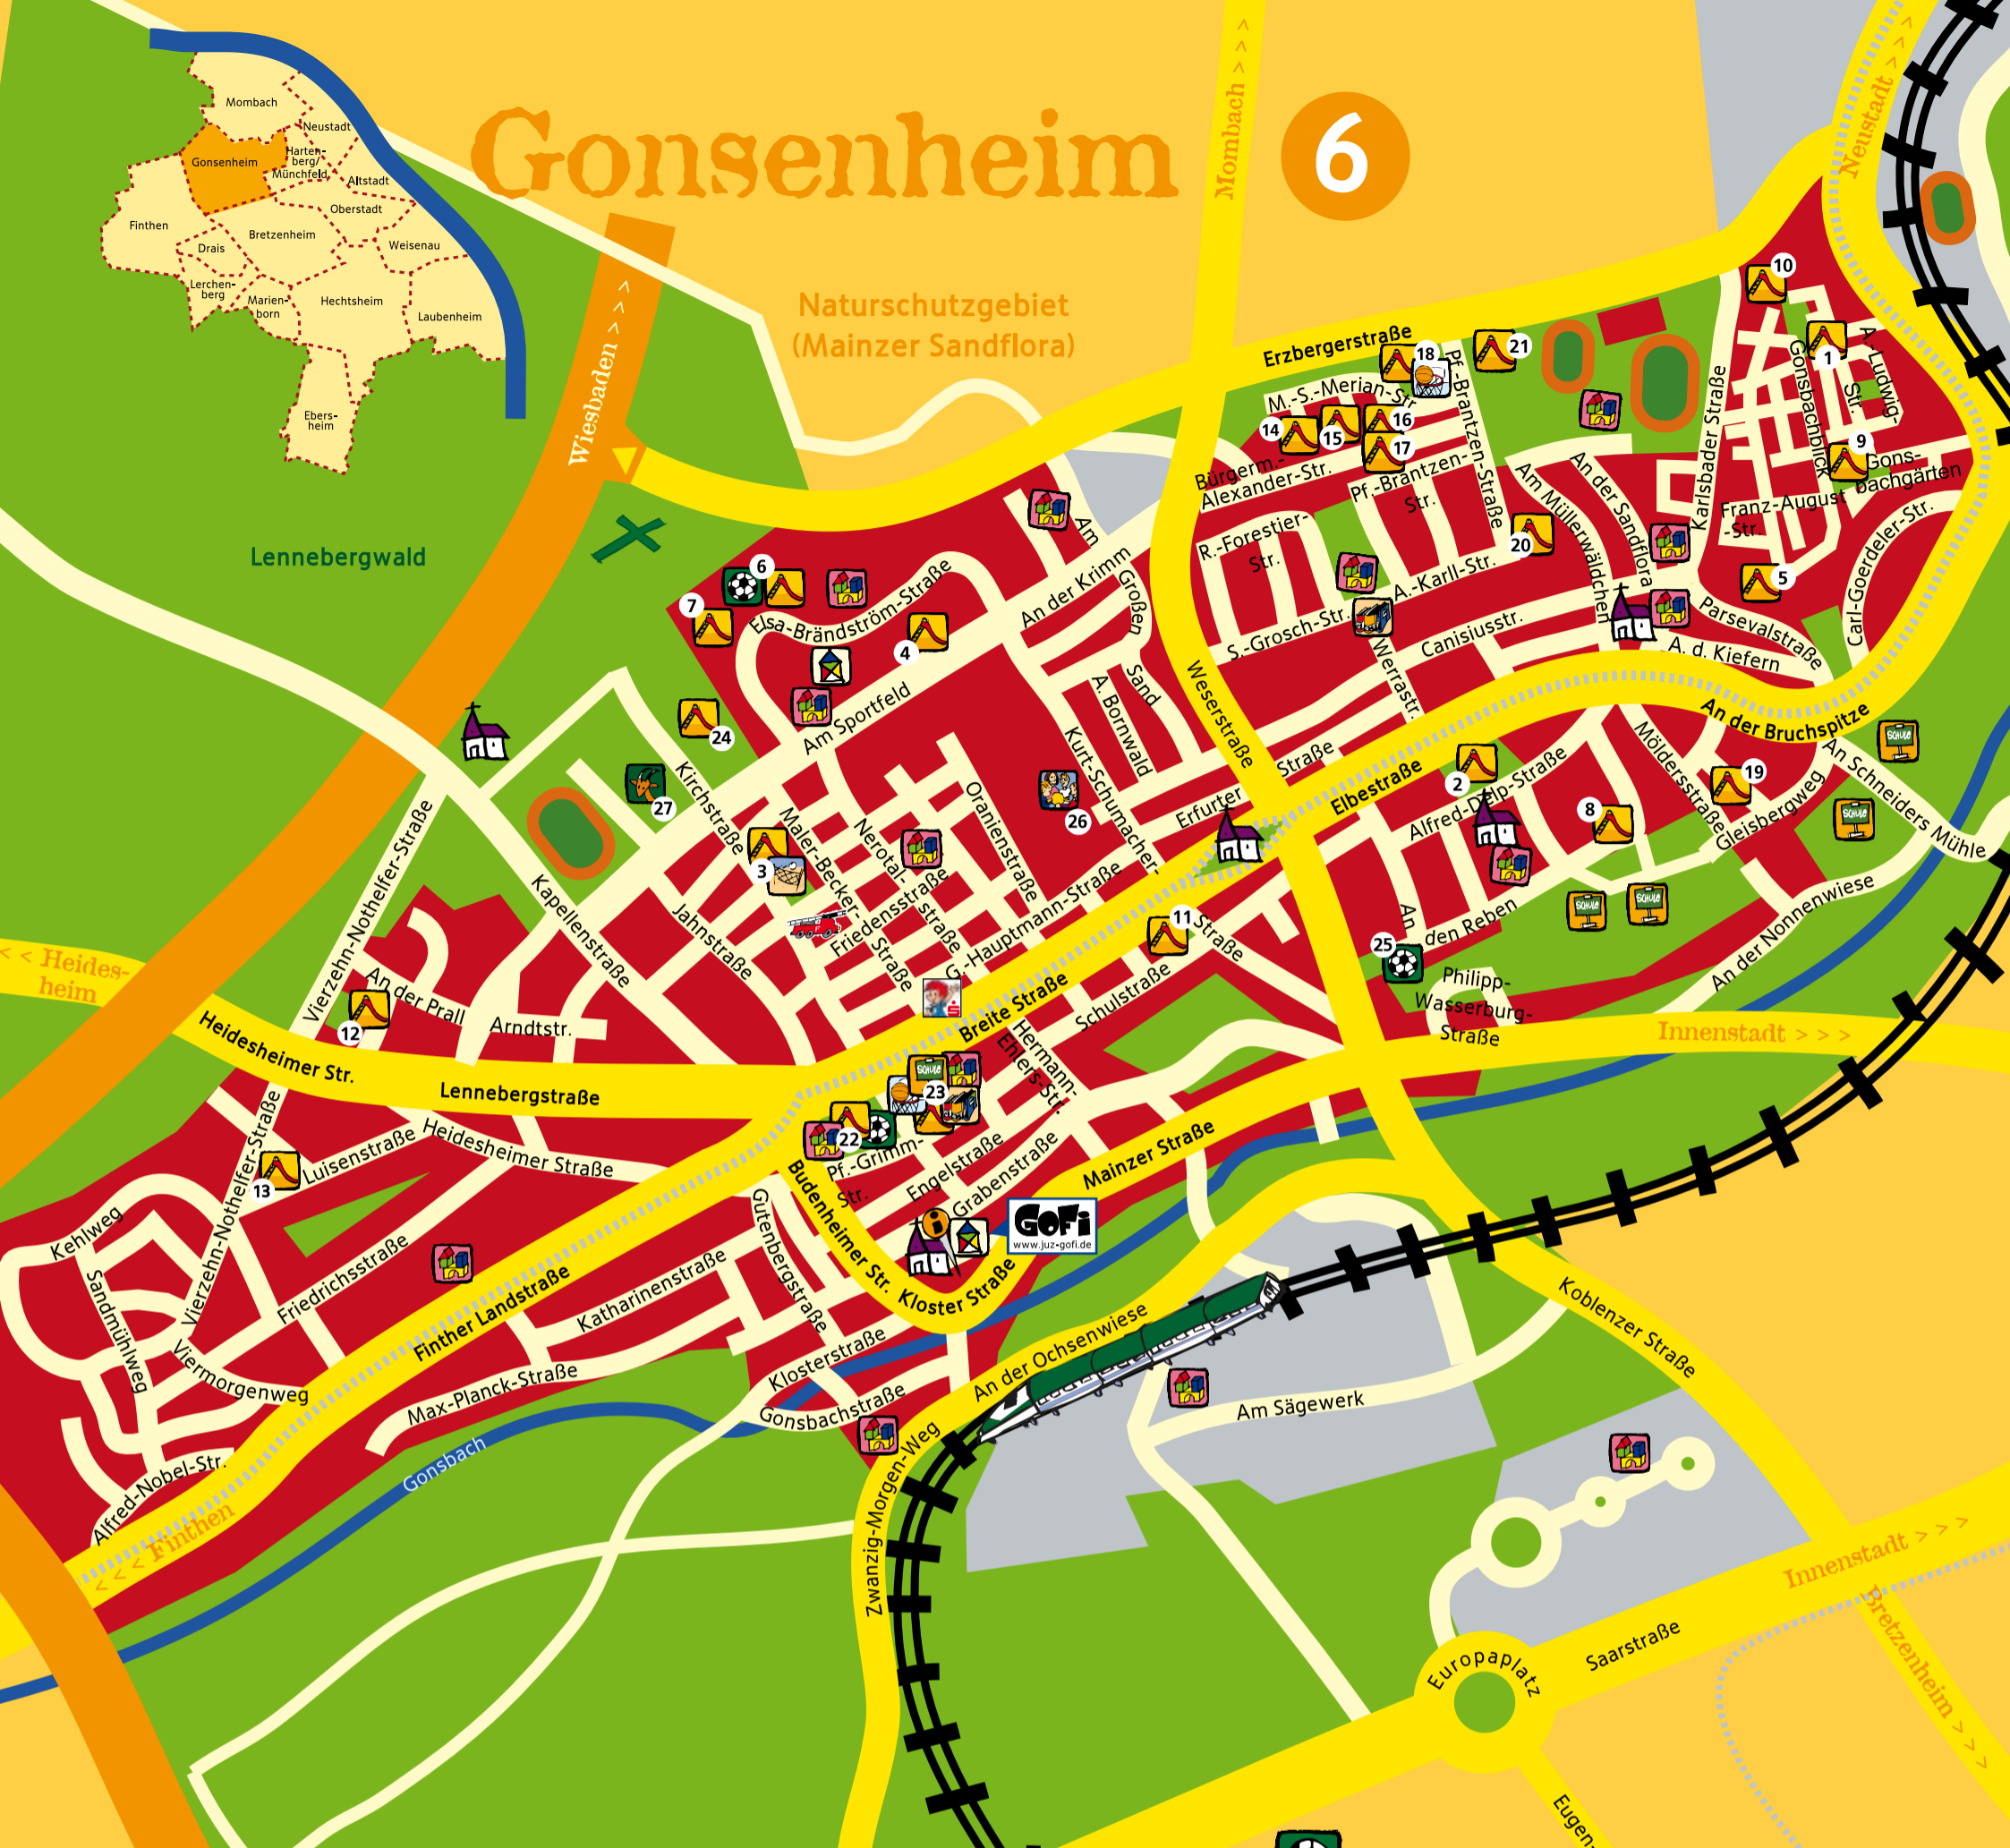 Gonsenheim
6
Mombach
Neustadt
Gonsenheim
Harten-
berg/
Münchfeld
Altstadt
Oberstadt
Finthen
Bretzenheim
Drais
Weisenau
Lerchen-
berg
Marien-
born
Hechtsheim
Laubenheim
Ebers-
heim
Mombach > > >
Neustadt > > >
Wiesbaden > > > >
Naturschutzgebiet
(Mainzer Sandflora)
Lennebergwald
Erzbergerstraße
18
21
10
1
A.-Ludwig-
Str.
Gonsbachblick
M.-S.-Merian-Str.
Pf.-Brantzen-Straße
14
15
16
17
Bürgerm.-
Alexander-Str.
Pf.-Brantzen-
Str.
Karlsbader Straße
9
Gons-
bachgärten
Franz-August
-Str.
Am Müllerwäldchen
An der Sandflora
20
5
Carl-Goerdeler-Str.
R.-Forestier-
Str.
A.-Karll-Str.
S.-Grosch-Str.
Canisiusstr.
Werrastr.
Parsevalstraße
A. d. Kiefern
An der Bruchspitze
6
7
Elsa-Brändström-Straße
4
An der Krimm
Am
Großen
Sand
A. Bornwald
Weserstraße
Am Sportfeld
24
27
Kirchstraße
Kurt-Schumacher-
Straße
26
Erfurter
Straße
Elbestraße
2
Alfred-Delp-Straße
8
Möldersstraße
19
Gleisbergweg
An Schneiders Mühle
SCHULE
SCHULE
SCHULE
SCHULE
An der Nonnenwiese
An
den Reben
25
Philipp-
Wasserburg-
Straße
Innenstadt > > >
3
Maler-Becker-
Straße
Nerotal-
straße
Oranienstraße
Friedensstraße
G.-Hauptmann-Straße
Jahnstraße
Kapellenstraße
Vierzehn-Nothelfer-Straße
< < Heides-
heim
Heidesheimer Str.
An der Prall
Arndtstr.
12
Lennebergstraße
Breite Straße
11
Schulstraße
Hermann-
Ehlers-Str.
SCHULE
23
22
Pf.-Grimm-
Str.
Engelstraße
Grabenstraße
Mainzer Straße
GOFi
www.juz-gofi.de
Budenheimer Str.
Kloster Straße
Heidesheimer Straße
Luisenstraße
13
Vierzehn-Nothelfer-Straße
Kehlweg
Sandmühlweg
Friedrichsstraße
Viermorgenweg
Finther Landstraße
Katharinenstraße
Gutenbergstraße
Max-Planck-Straße
Klosterstraße
Gonsbachstraße
Gonsbach
Alfred-Nobel-Str.
< < < Finthen
An der Ochsenwiese
Zwanzig-Morgen-Weg
Am Sägewerk
Koblenzer Straße
Innenstadt > > >
Bretzenheim > > >
Saarstraße
Europaplatz
Eugen-